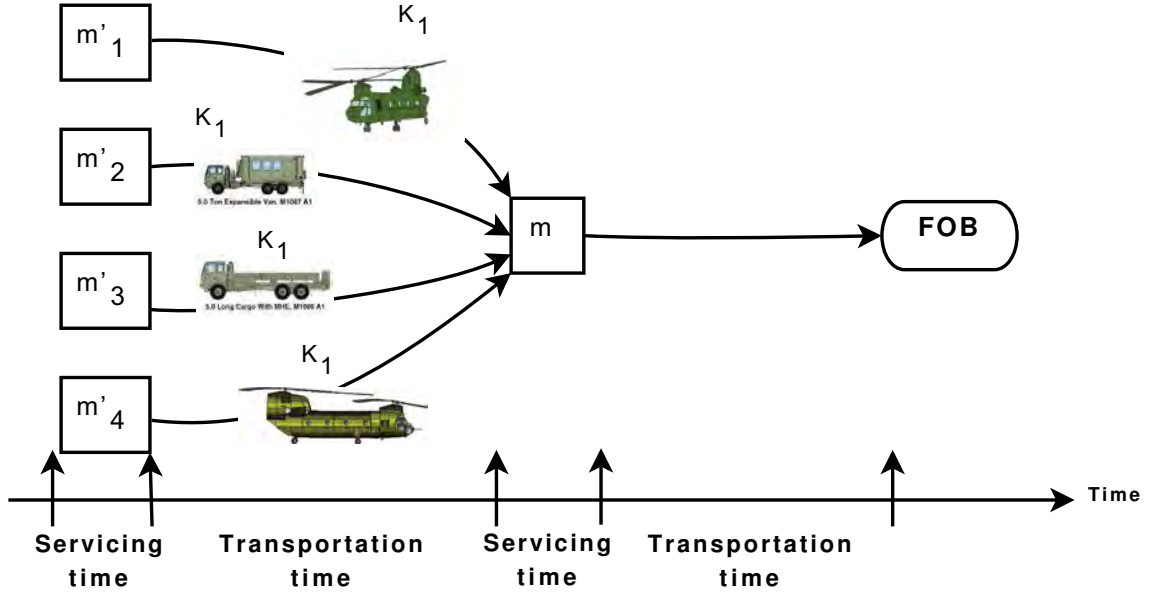 K1
m'1
K1
m'2
5.0 Ton Expansible Van, M1087 A1
K1
m'3
5.0 Long Cargo With MHE, M1086 A1
m
FOB
K1
m'4
Time
Servicing time
Transportation time
Servicing time
Transportation time